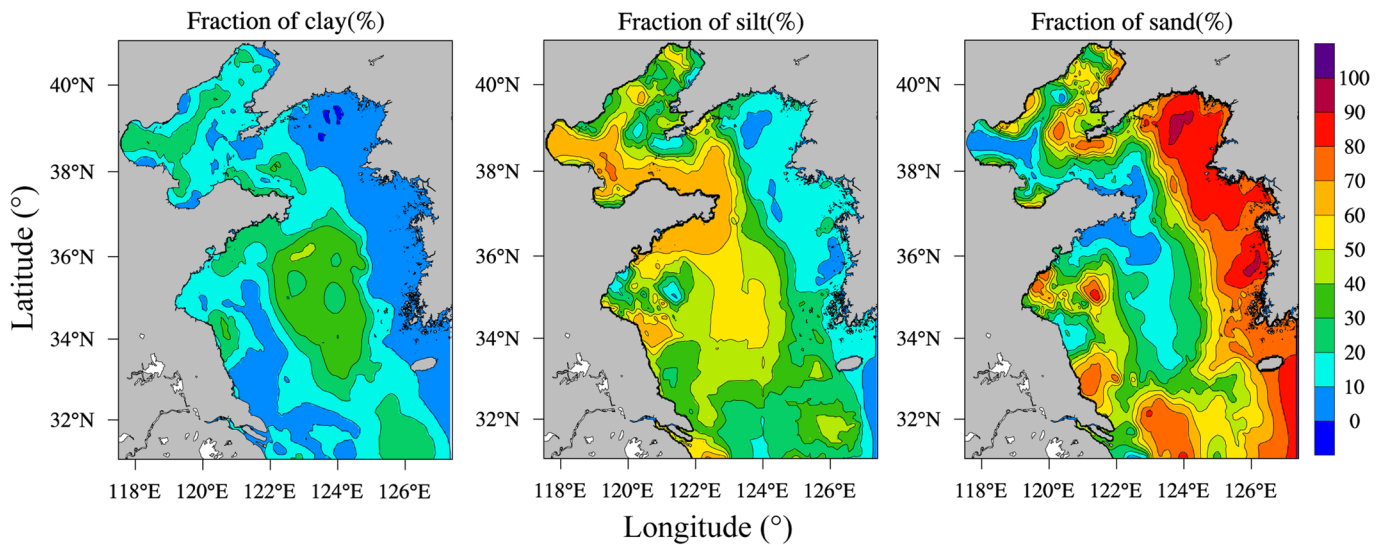 Fraction of clay(%)
Fraction of silt(%)
Fraction of sand(%)
Latitude (°)
40°N
38°N
36°N
34°N
32°N
118°E 120°E 122°E 124°E 126°E
40°N
38°N
36°N
34°N
32°N
118°E 120°E 122°E 124°E 126°E
40°N
38°N
36°N
34°N
32°N
118°E 120°E 122°E 124°E 126°E
100
90
80
70
60
50
40
30
20
10
0
Longitude (°)